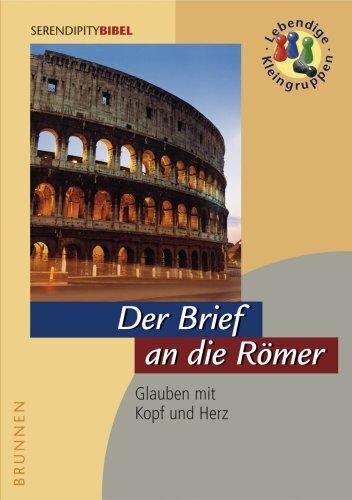 SERENDIPITYBIBEL
Lebendige
Kleingruppen
Der Brief
an die Römer
Glauben mit
Kopf und Herz
BRUNNEN